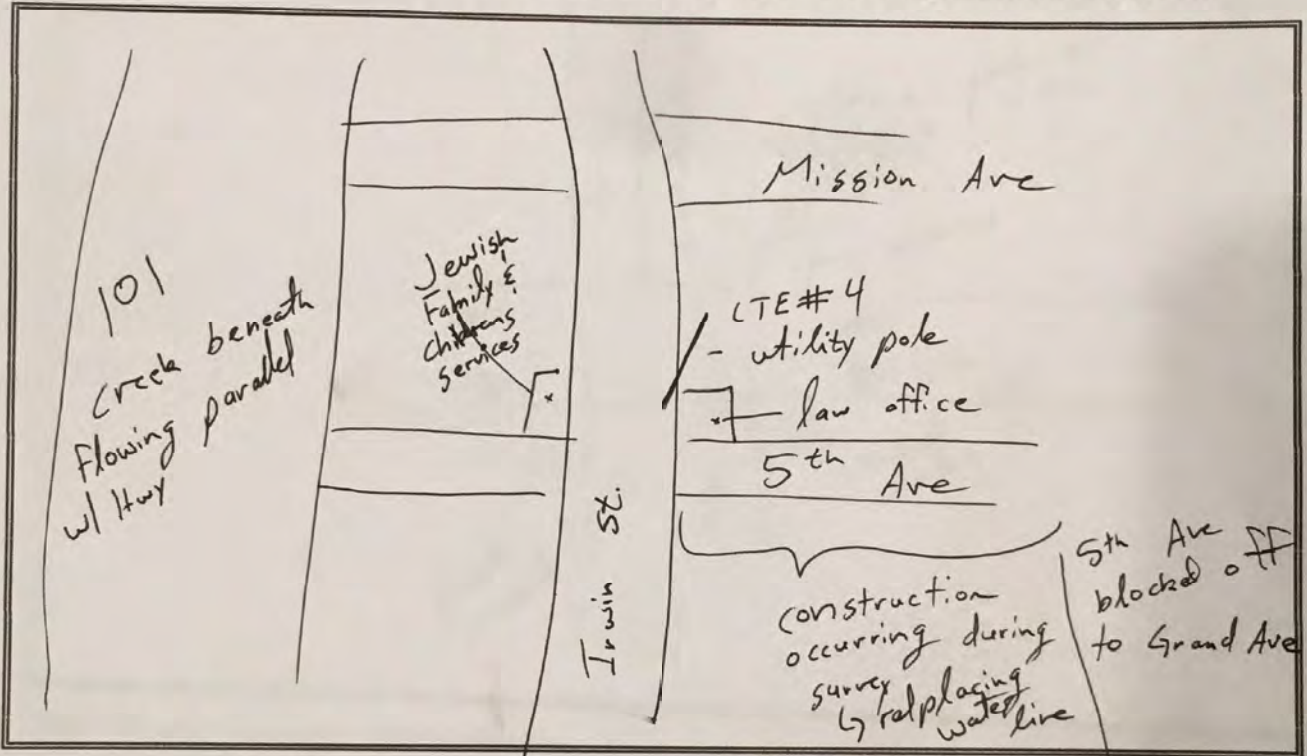 Mission Ave
Jewish
Family &
childrens
services
101
Creek beneath
flowing parallel
w/ Hwy
LTE#4
- utility pole
law office
5th Ave
Irwin St.
construction
occurring during
survey
↳ ralplacing
water line
5th Ave
blocked off
to Grand Ave